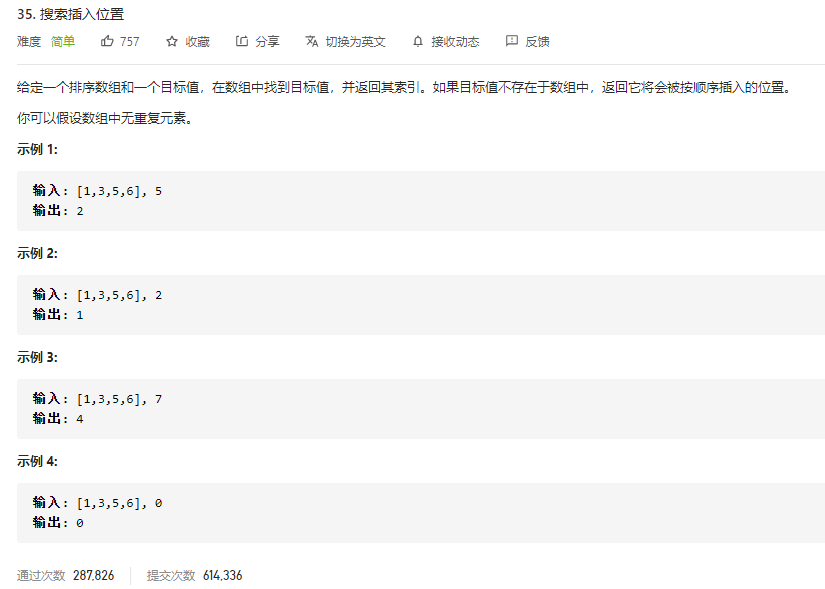 35. 搜索插入位置
难度 简单 757 收藏 分享 切换为英文 接收动态 反馈
给定一个排序数组和一个目标值，在数组中找到目标值，并返回其索引。如果目标值不存在于数组中，返回它将会被按顺序插入的位置。
你可以假设数组中无重复元素。
示例 1:
输入: [1,3,5,6], 5
输出: 2
示例 2:
输入: [1,3,5,6], 2
输出: 1
示例 3:
输入: [1,3,5,6], 7
输出: 4
示例 4:
输入: [1,3,5,6], 0
输出: 0
通过次数 287,826 提交次数 614,336